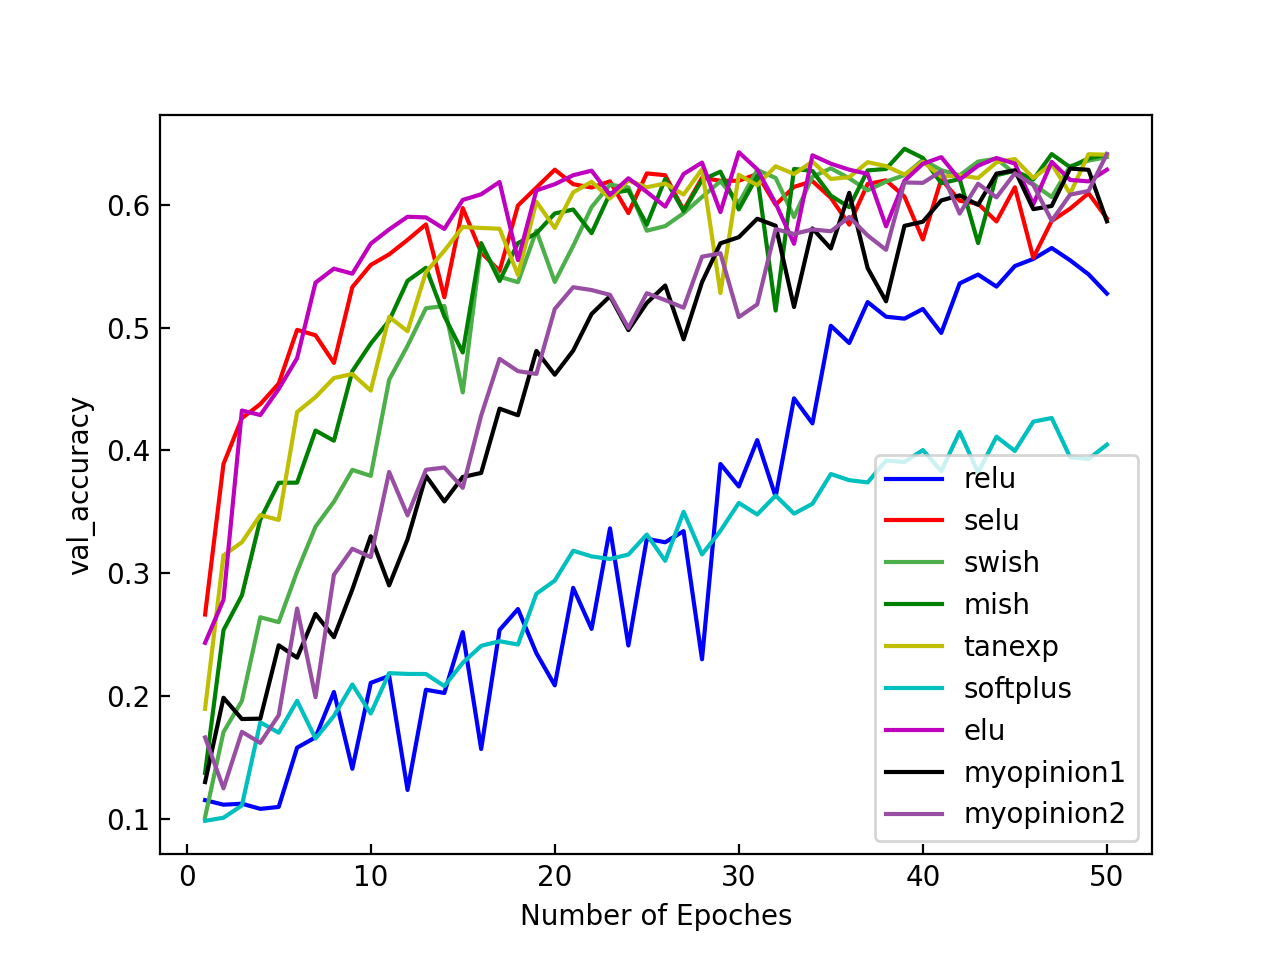 0.6
0.5
0.4
0.3
0.2
0.1
val_accuracy
0 10 20 30 40 50
Number of Epoches
relu
selu
swish
mish
tanexp
softplus
elu
myopinion1
myopinion2